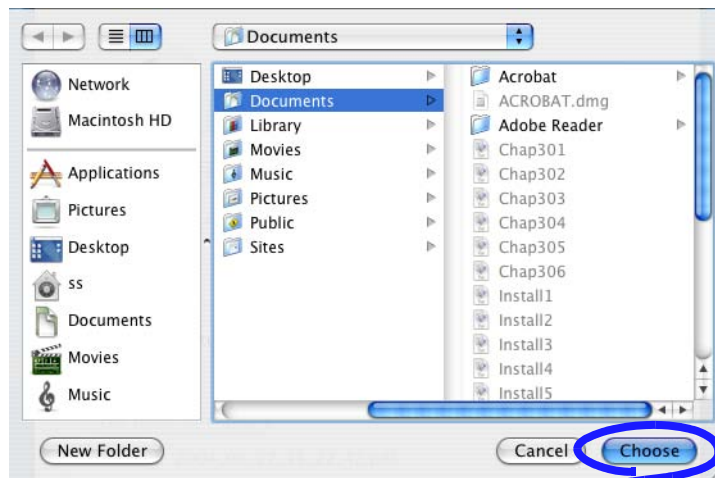 Documents
Network
Macintosh HD
Applications
Pictures
Desktop
ss
Documents
Movies
Music
Desktop
Documents
Library
Movies
Music
Pictures
Public
Sites
Acrobat
ACROBAT.dmg
Adobe Reader
Chap301
Chap302
Chap303
Chap304
Chap305
Chap306
Install1
Install2
Install3
Install4
Install5
New Folder
Cancel
Choose